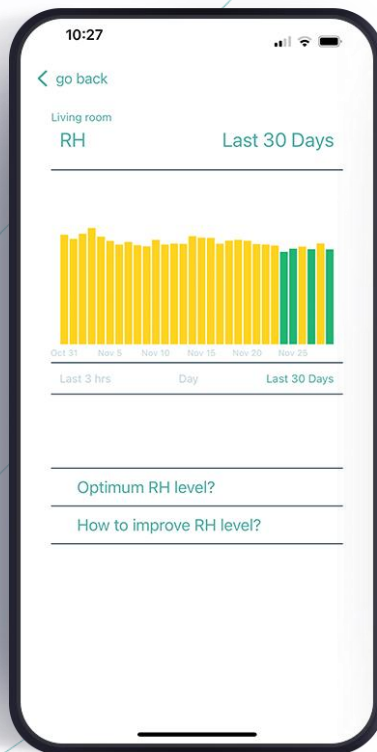 10:27
go back
Living room
RH Last 30 Days
Oct 31 Nov 5 Nov 10 Nov 15 Nov 20 Nov 25
Last 3 hrs Day Last 30 Days
Optimum RH level?
How to improve RH level?